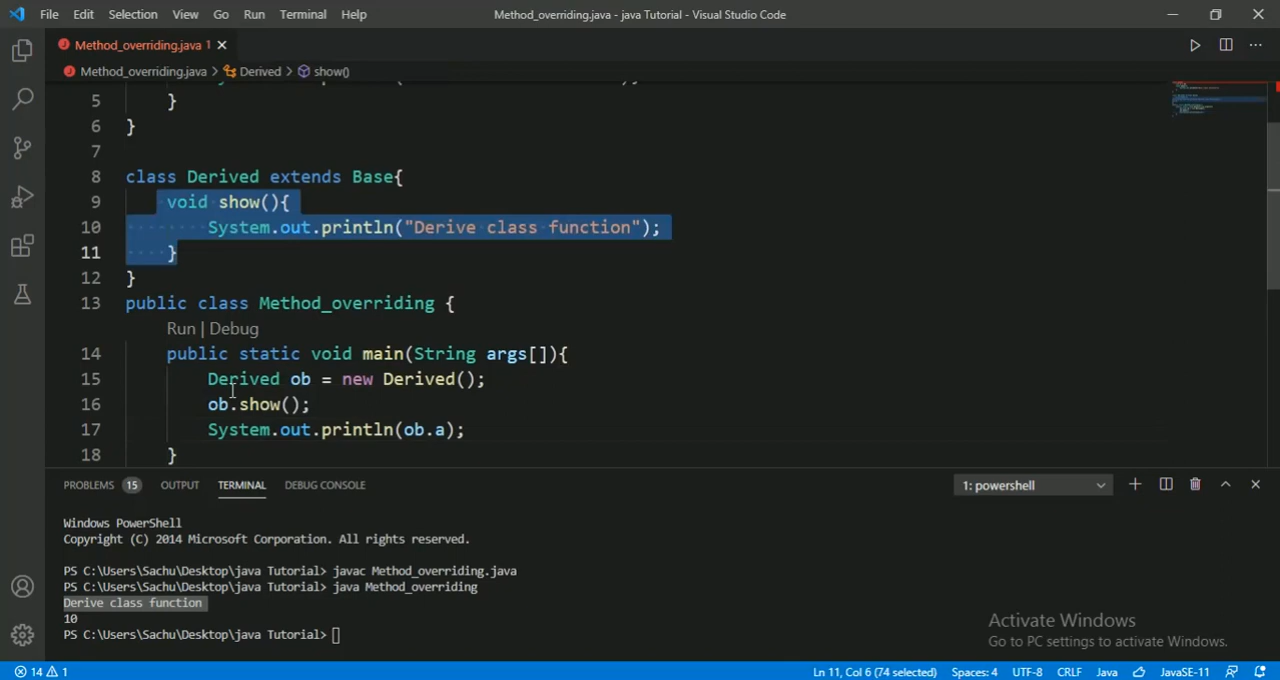 File Edit Selection View Go Run Terminal Help Method_overriding.java - java Tutorial - Visual Studio Code
Method_overriding.java 1
Method_overriding.java > Derived > show()
5 }
6 }
7
8 class Derived extends Base{
9 void show(){
10 System.out.println("Derive class function");
11 }
12 }
13 public class Method_overriding {
Run | Debug
14 public static void main(String args[]){
15 Derived ob = new Derived();
16 ob.show();
17 System.out.println(ob.a);
18 }
PROBLEMS 15 OUTPUT TERMINAL DEBUG CONSOLE 1: powershell
Windows PowerShell
Copyright (C) 2014 Microsoft Corporation. All rights reserved.
PS C:\Users\Sachu\Desktop\java Tutorial> javac Method_overriding.java
PS C:\Users\Sachu\Desktop\java Tutorial> java Method_overriding
Derive class function
10
PS C:\Users\Sachu\Desktop\java Tutorial>
Activate Windows
Go to PC settings to activate Windows.
14 1 Ln 11, Col 6 (74 selected) Spaces: 4 UTF-8 CRLF Java JavaSE-11